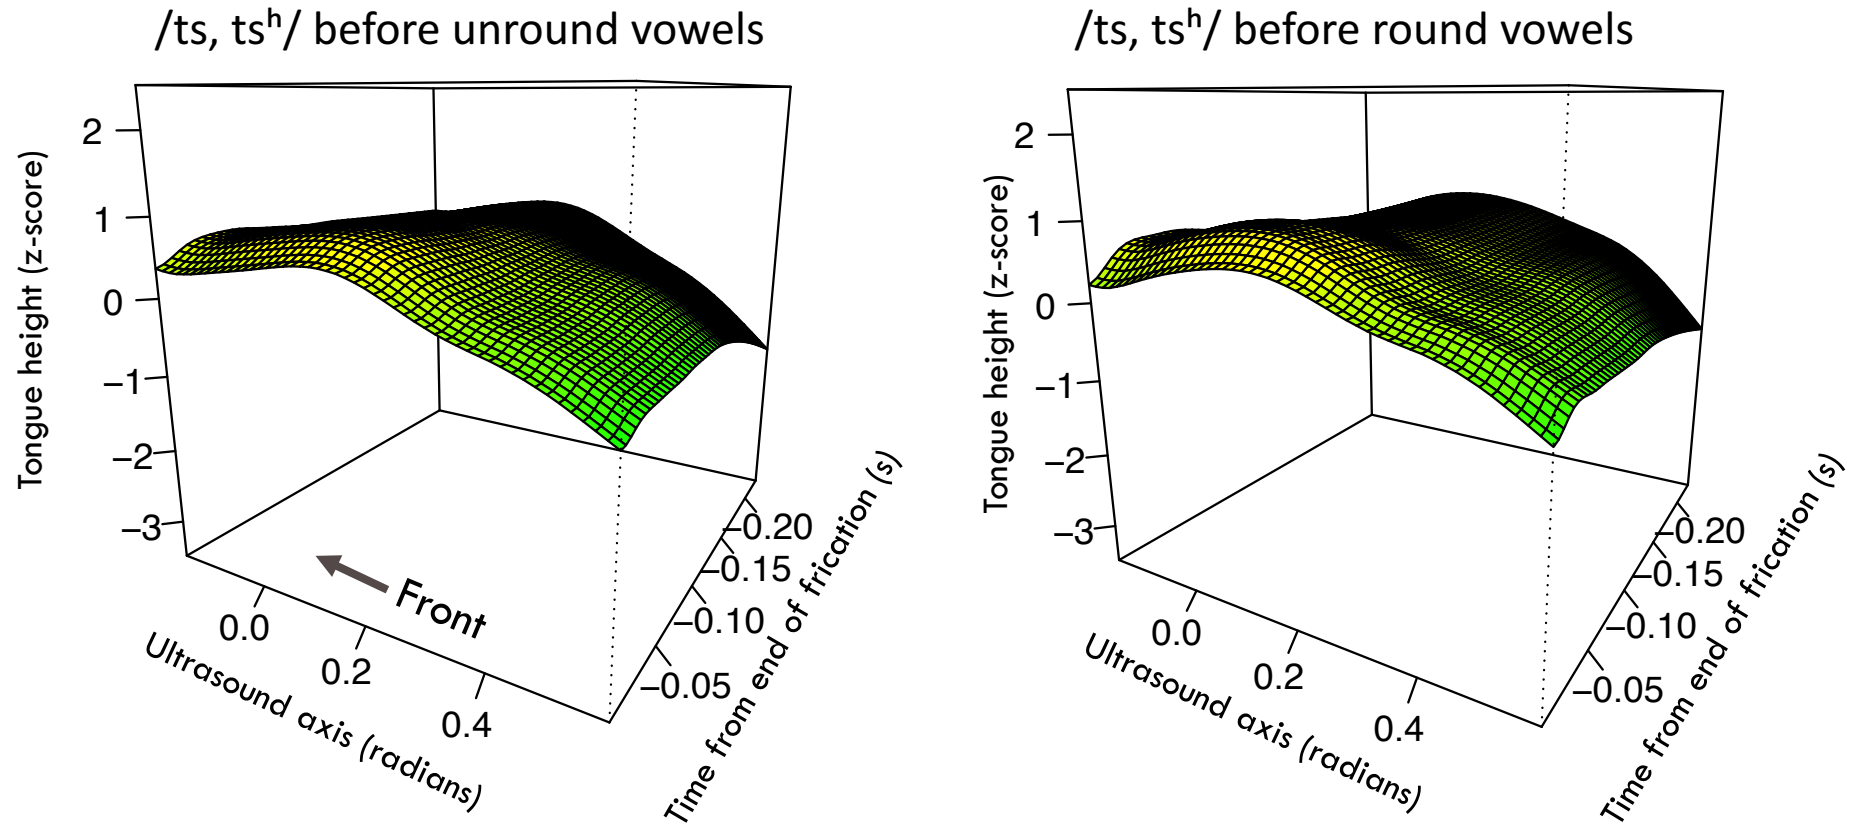 /ts, tsʰ/ before unround vowels
Tongue height (z-score)
2
1
0
−1
−2
−3
Front
0.0
0.2
0.4
Ultrasound axis (radians)
−0.20
−0.15
−0.10
−0.05
Time from end of frication (s)
/ts, tsʰ/ before round vowels
Tongue height (z-score)
2
1
0
−1
−2
−3
0.0
0.2
0.4
Ultrasound axis (radians)
−0.20
−0.15
−0.10
−0.05
Time from end of frication (s)